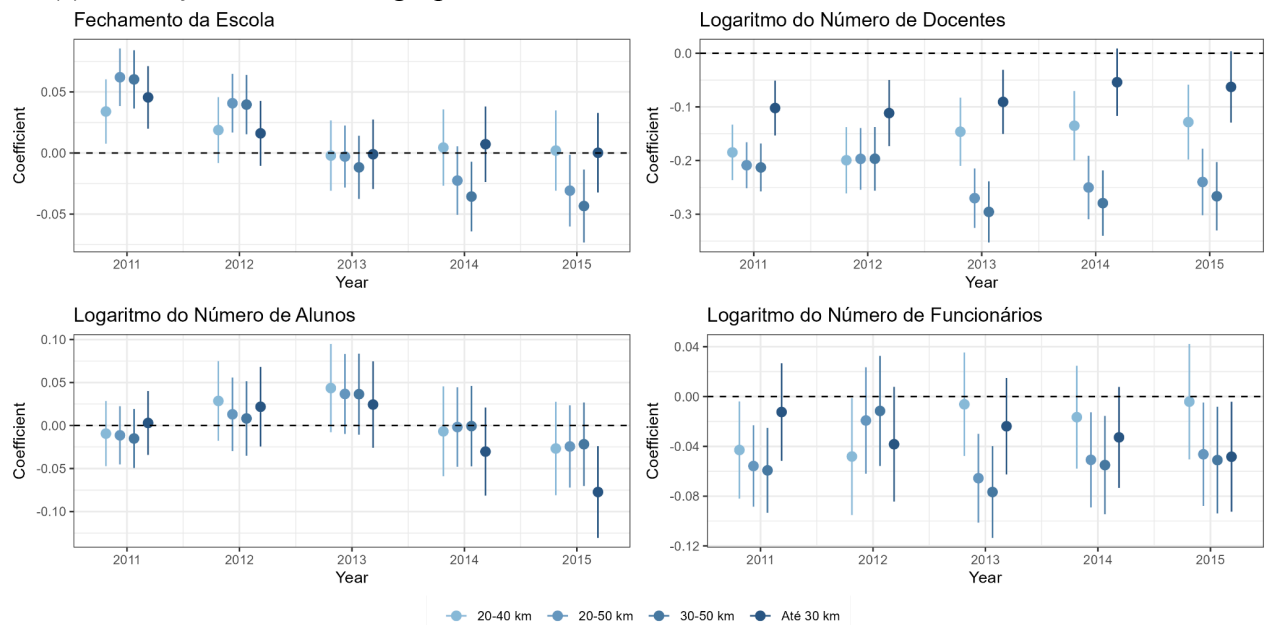 Fechamento da Escola
0.05
0.00
-0.05
Coefficient
2011 2012 2013 2014 2015
Year
Logaritmo do Número de Docentes
0.0
-0.1
-0.2
-0.3
Coefficient
2011 2012 2013 2014 2015
Year
Logaritmo do Número de Alunos
0.10
0.05
0.00
-0.05
-0.10
Coefficient
2011 2012 2013 2014 2015
Year
Logaritmo do Número de Funcionários
0.04
0.00
-0.04
-0.08
-0.12
Coefficient
2011 2012 2013 2014 2015
Year
20-40 km 20-50 km 30-50 km Até 30 km